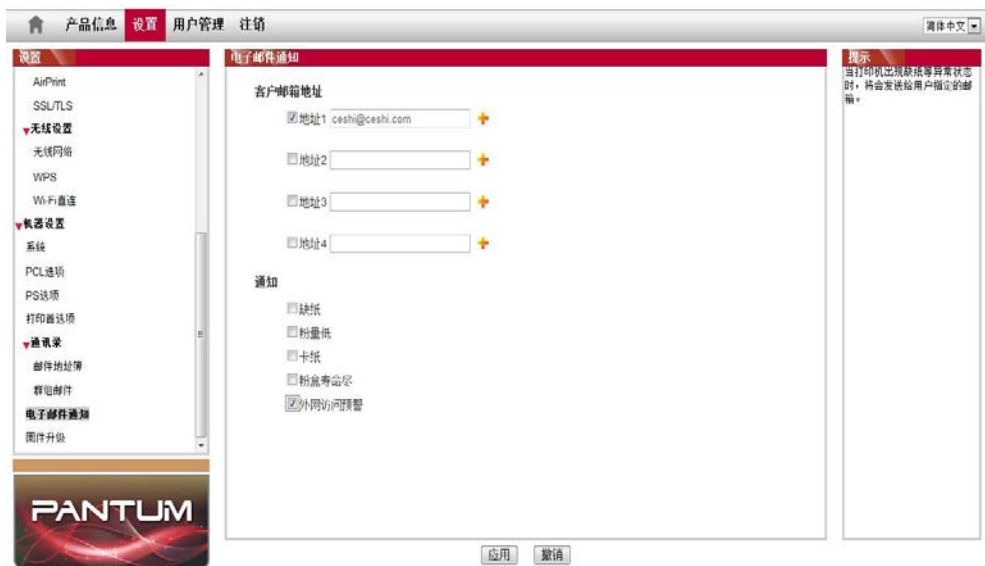 产品信息 设置 用户管理 注销
简体中文
设置
AirPrint
SSL/TLS
无线设置
无线网络
WPS
Wi-Fi直连
机器设置
系统
PCL选项
PS选项
打印首选项
通讯录
邮件地址簿
群组邮件
电子邮件通知
固件升级
PANTUM
电子邮件通知
客户邮箱地址
地址1 ceshi@ceshi.com
地址2
地址3
地址4
通知
缺纸
粉量低
卡纸
粉盒寿命尽
外网访问预警
应用 撤销
提示
当打印机出现缺纸等异常状态
时，将会发送给用户指定的邮
箱。